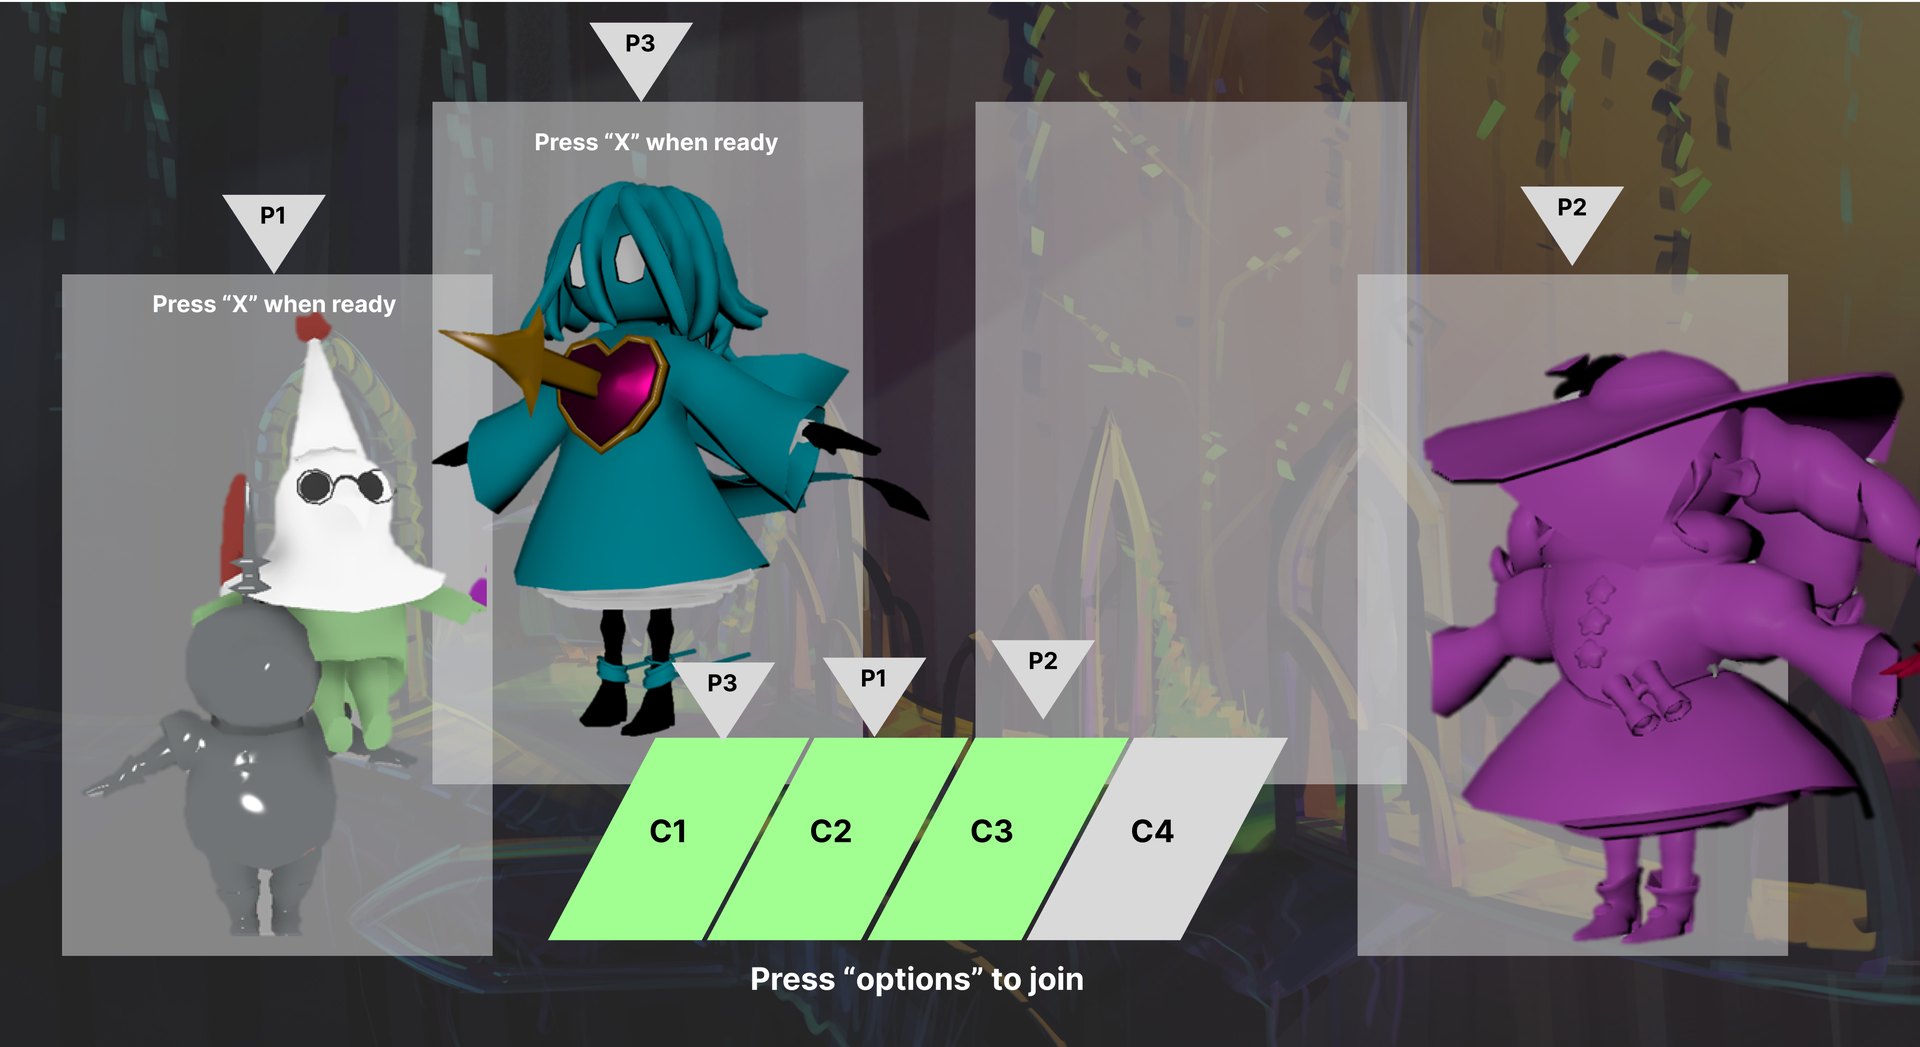 P3
Press “X” when ready
P1
Press “X” when ready
P2
P3
P1
P2
C1
C2
C3
C4
Press “options” to join